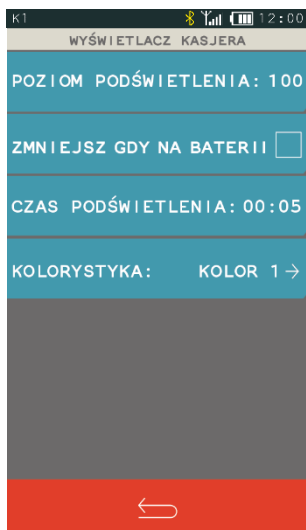 K1 12:00
WYŚWIETLACZ KASJERA
POZIOM PODŚWIETLENIA: 100
ZMNIEJSZ GDY NA BATERII
CZAS PODŚWIETLENIA: 00:05
KOLORYSTYKA: KOLOR 1